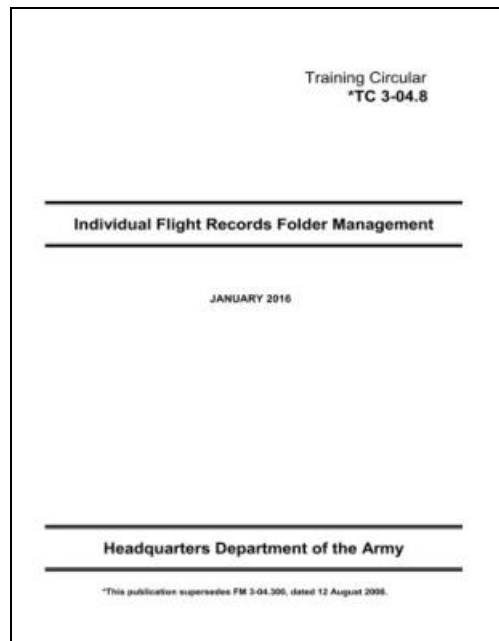 Training Circular
*TC 3-04.8
Individual Flight Records Folder Management
JANUARY 2016
Headquarters Department of the Army
*This publication supersedes FM 3-04.300, dated 12 August 2008.